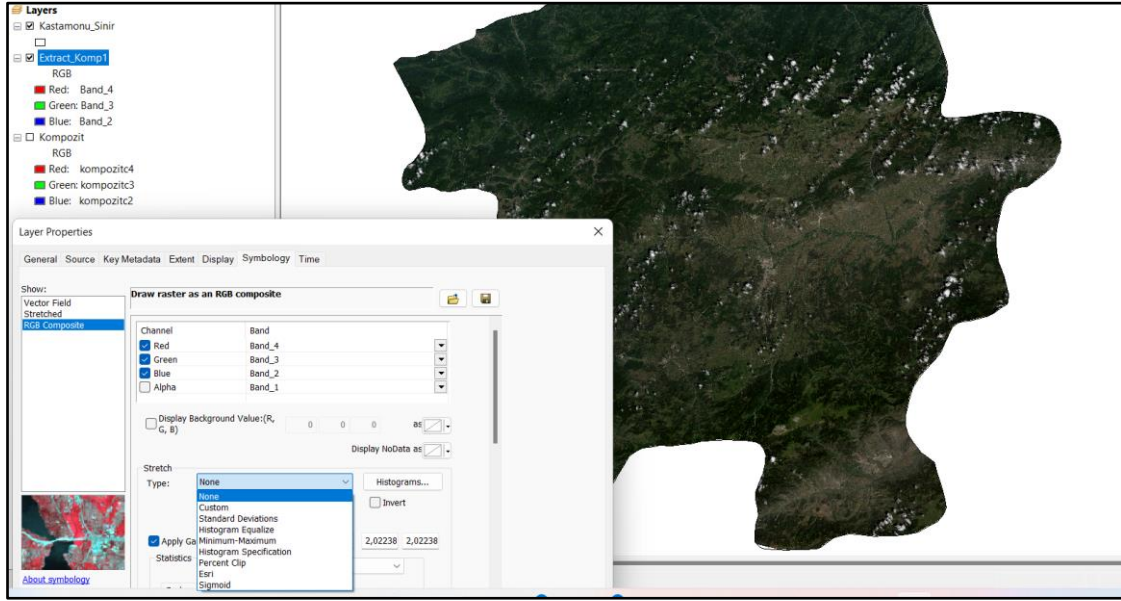 Layers
Kastamonu_Sinir
Extract_Komp1
RGB
Red: Band_4
Green: Band_3
Blue: Band_2
Kompozit
RGB
Red: kompozitc4
Green: kompozitc3
Blue: kompozitc2
Layer Properties
General Source Key Metadata Extent Display Symbology Time
Show:
Vector Field
Stretched
RGB Composite
Draw raster as an RGB composite
Channel Band
Red Band_4
Green Band_3
Blue Band_2
Alpha Band_1
Display Background Value:(R, G, B) 0 0 0 as
Display NoData as
Stretch
Type: None Histograms...
None
Custom
Standard Deviations
Histogram Equalize
Minimum-Maximum
Histogram Specification
Percent Clip
Esri
Sigmoid
Invert
Apply Ga 2,02238 2,02238
Statistics
About symbology